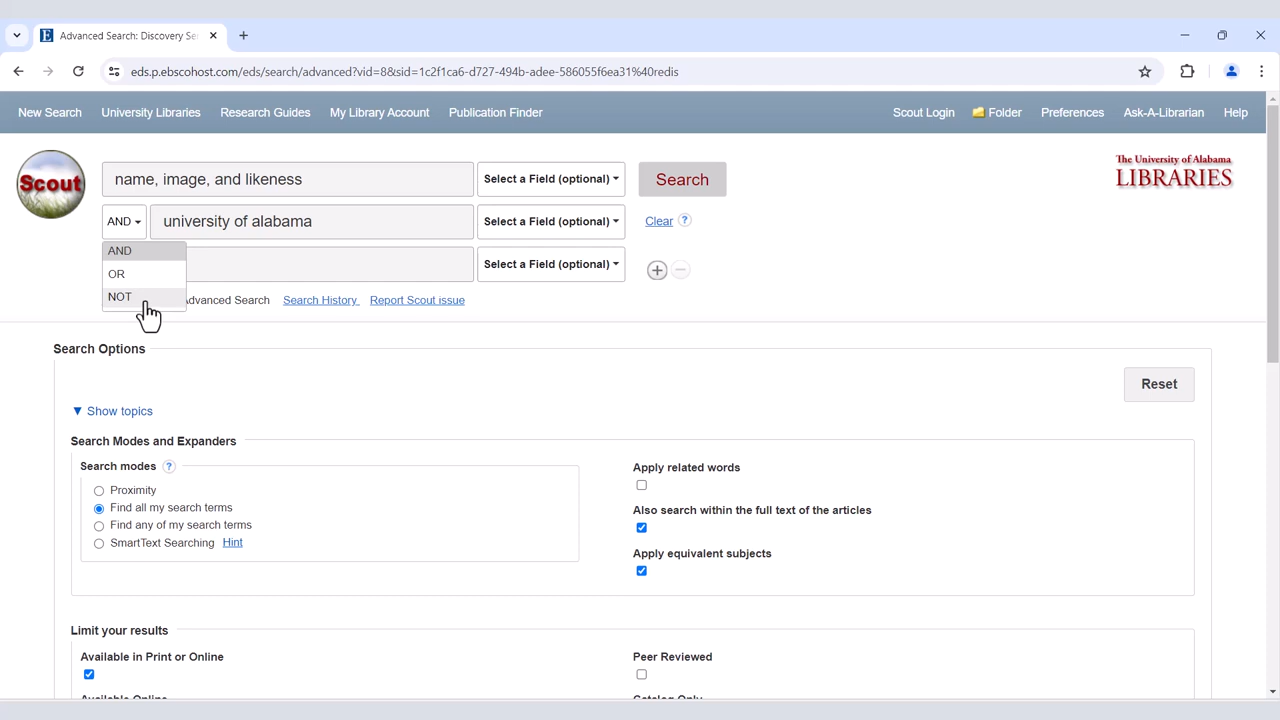 Advanced Search: Discovery Se
eds.p.ebscohost.com/eds/search/advanced?vid=8&sid=1c2f1ca6-d727-494b-adee-586055f6ea31%40redis
New Search University Libraries Research Guides My Library Account Publication Finder Scout Login Folder Preferences Ask-A-Librarian Help
Scout
name, image, and likeness Select a Field (optional) Search
The University of Alabama
LIBRARIES
AND university of alabama Select a Field (optional) Clear ?
AND
OR
Select a Field (optional)
NOT
Advanced Search Search History Report Scout issue
Search Options
Reset
Show topics
Search Modes and Expanders
Search modes ?
Proximity
Find all my search terms
Find any of my search terms
SmartText Searching Hint
Apply related words
Also search within the full text of the articles
Apply equivalent subjects
Limit your results
Available in Print or Online
Peer Reviewed
Available Online
Catalog Only